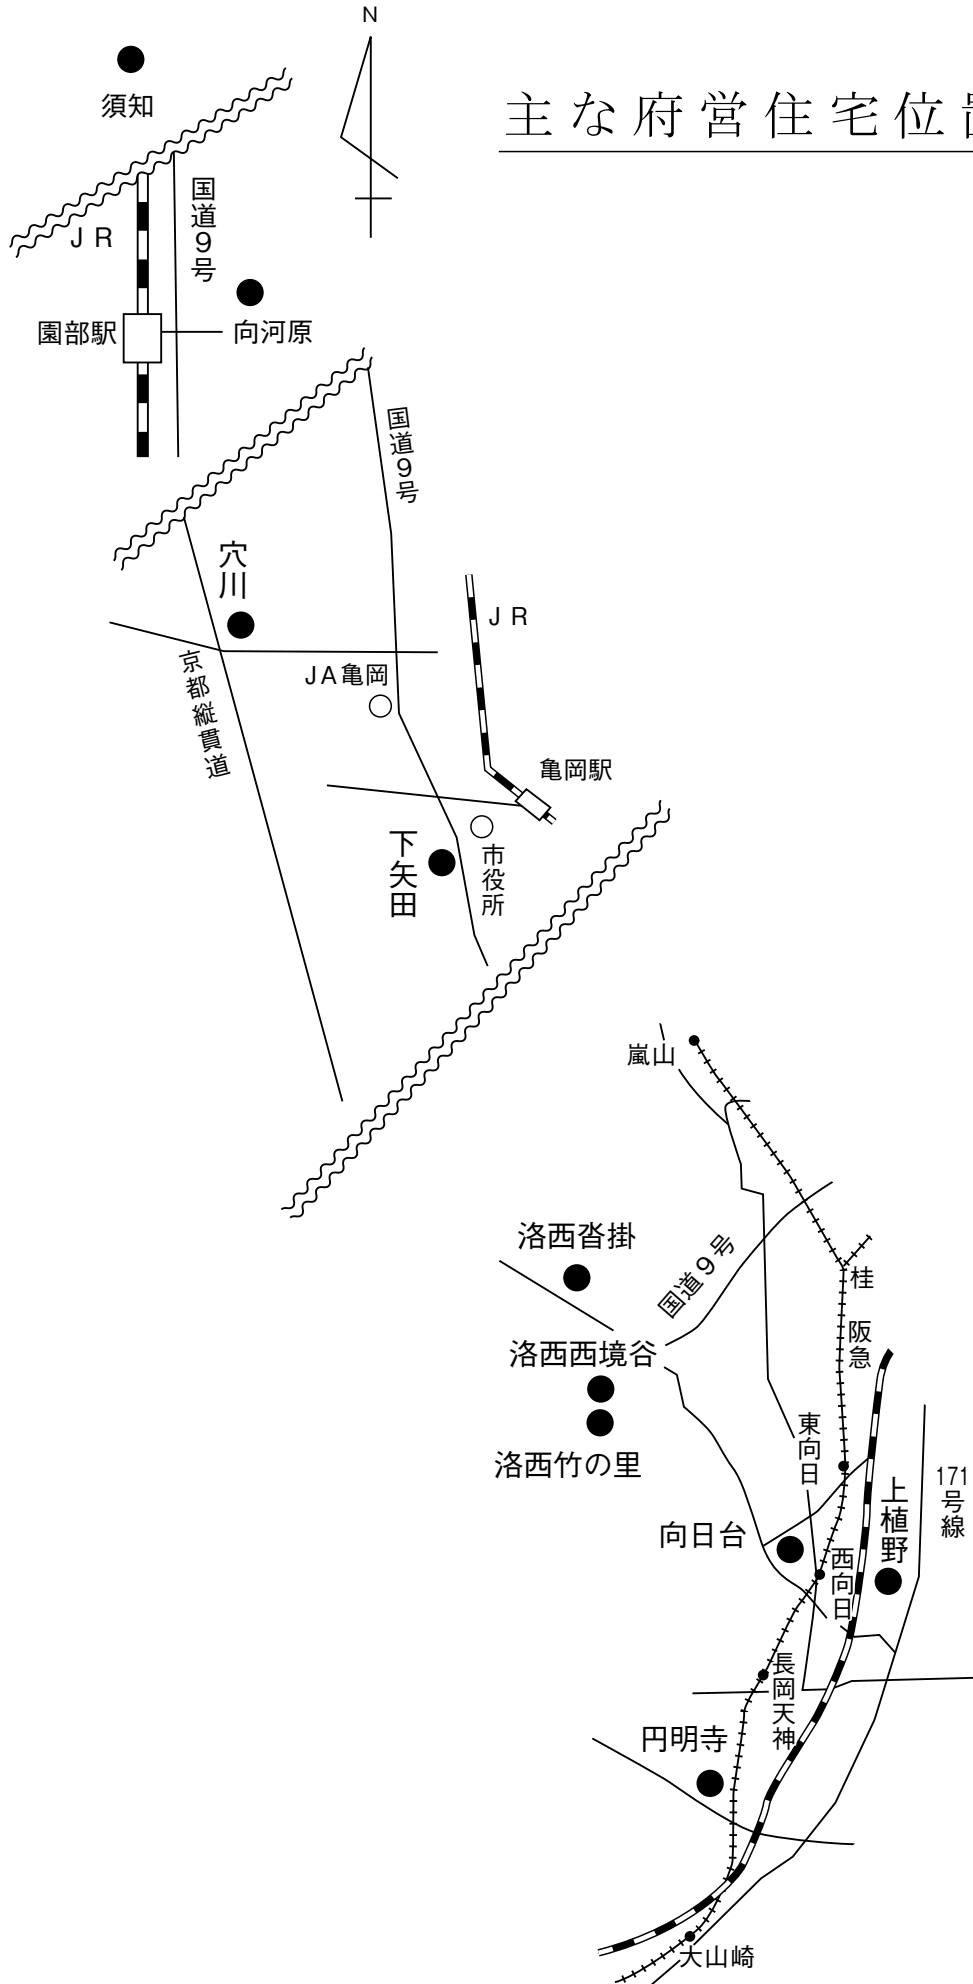 N
主な府営住宅位
須知
国道9号
JR
園部駅
向河原
国道9号
穴川
JR
JA亀岡
京都縦貫道
亀岡駅
下矢田
市役所
嵐山
洛西沓掛
国道9号
桂
阪急
洛西西境谷
東向日
洛西竹の里
171号線
上植野
向日台
西向日
長岡天神
円明寺
大山崎